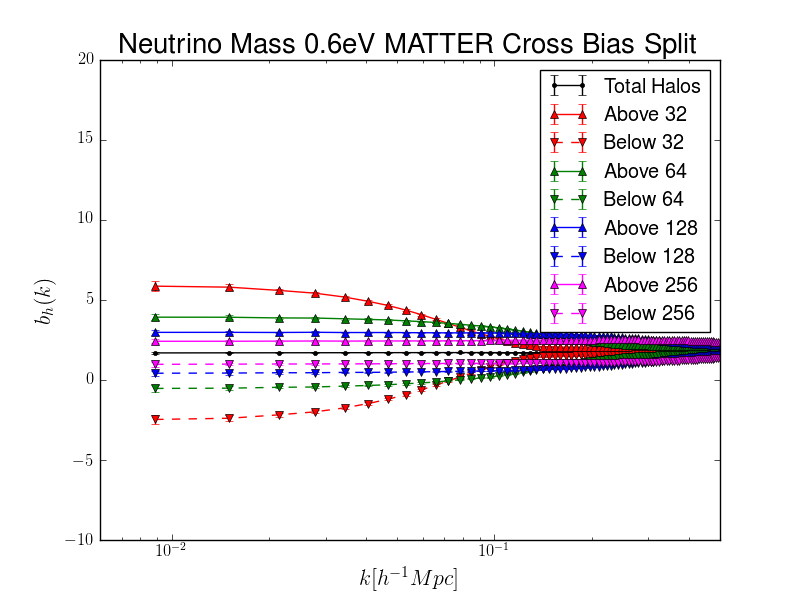 Neutrino Mass 0.6eV MATTER Cross Bias Split
20
15
10
5
0
−5
−10
b_h(k)
Total Halos
Above 32
Below 32
Above 64
Below 64
Above 128
Below 128
Above 256
Below 256
10^{-2}
10^{-1}
k[h^{-1}Mpc]